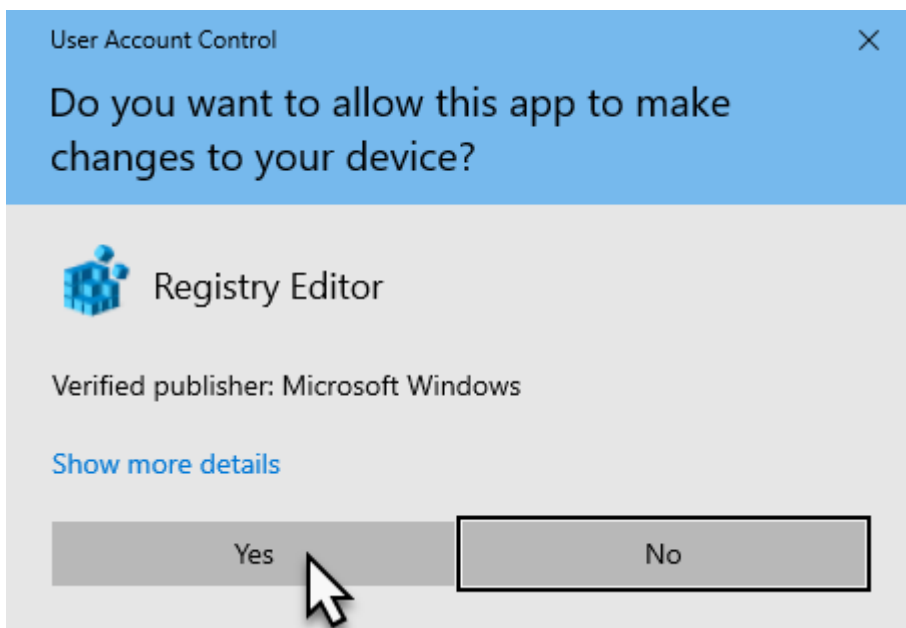 User Account Control
Do you want to allow this app to make
changes to your device?
Registry Editor
Verified publisher: Microsoft Windows
Show more details
Yes
No